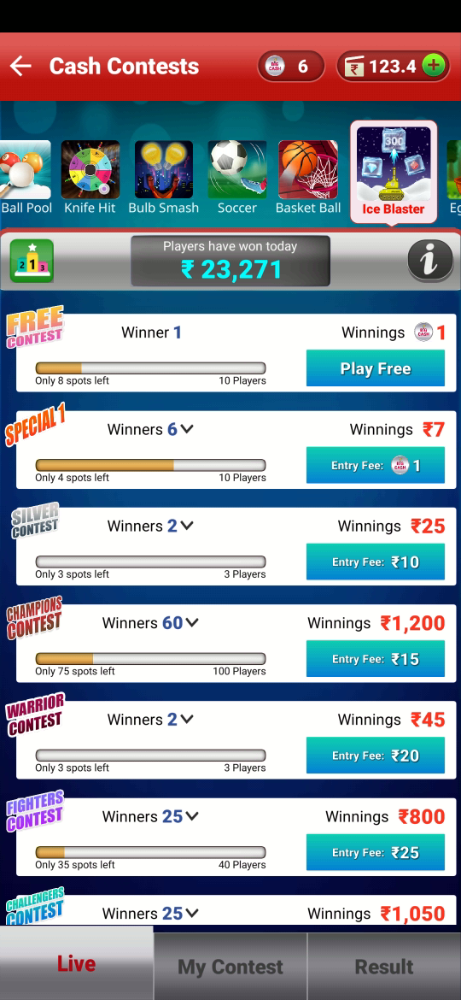 Cash Contests
BIG CASH 6
₹ 123.4 +
300
Ball Pool
Knife Hit
Bulb Smash
Soccer
Basket Ball
Ice Blaster
Eg
2 1 3
Players have won today
₹ 23,271
i
FREE CONTEST
Winner 1
Winnings BIG CASH 1
Only 8 spots left
10 Players
Play Free
SPECIAL 1
Winners 6
Winnings ₹7
Only 4 spots left
10 Players
Entry Fee: BIG CASH 1
SILVER CONTEST
Winners 2
Winnings ₹25
Only 3 spots left
3 Players
Entry Fee: ₹10
CHAMPIONS CONTEST
Winners 60
Winnings ₹1,200
Only 75 spots left
100 Players
Entry Fee: ₹15
WARRIOR CONTEST
Winners 2
Winnings ₹45
Only 3 spots left
3 Players
Entry Fee: ₹20
FIGHTERS CONTEST
Winners 25
Winnings ₹800
Only 35 spots left
40 Players
Entry Fee: ₹25
CHALLENGERS CONTEST
Winners 25
Winnings ₹1,050
Live
My Contest
Result